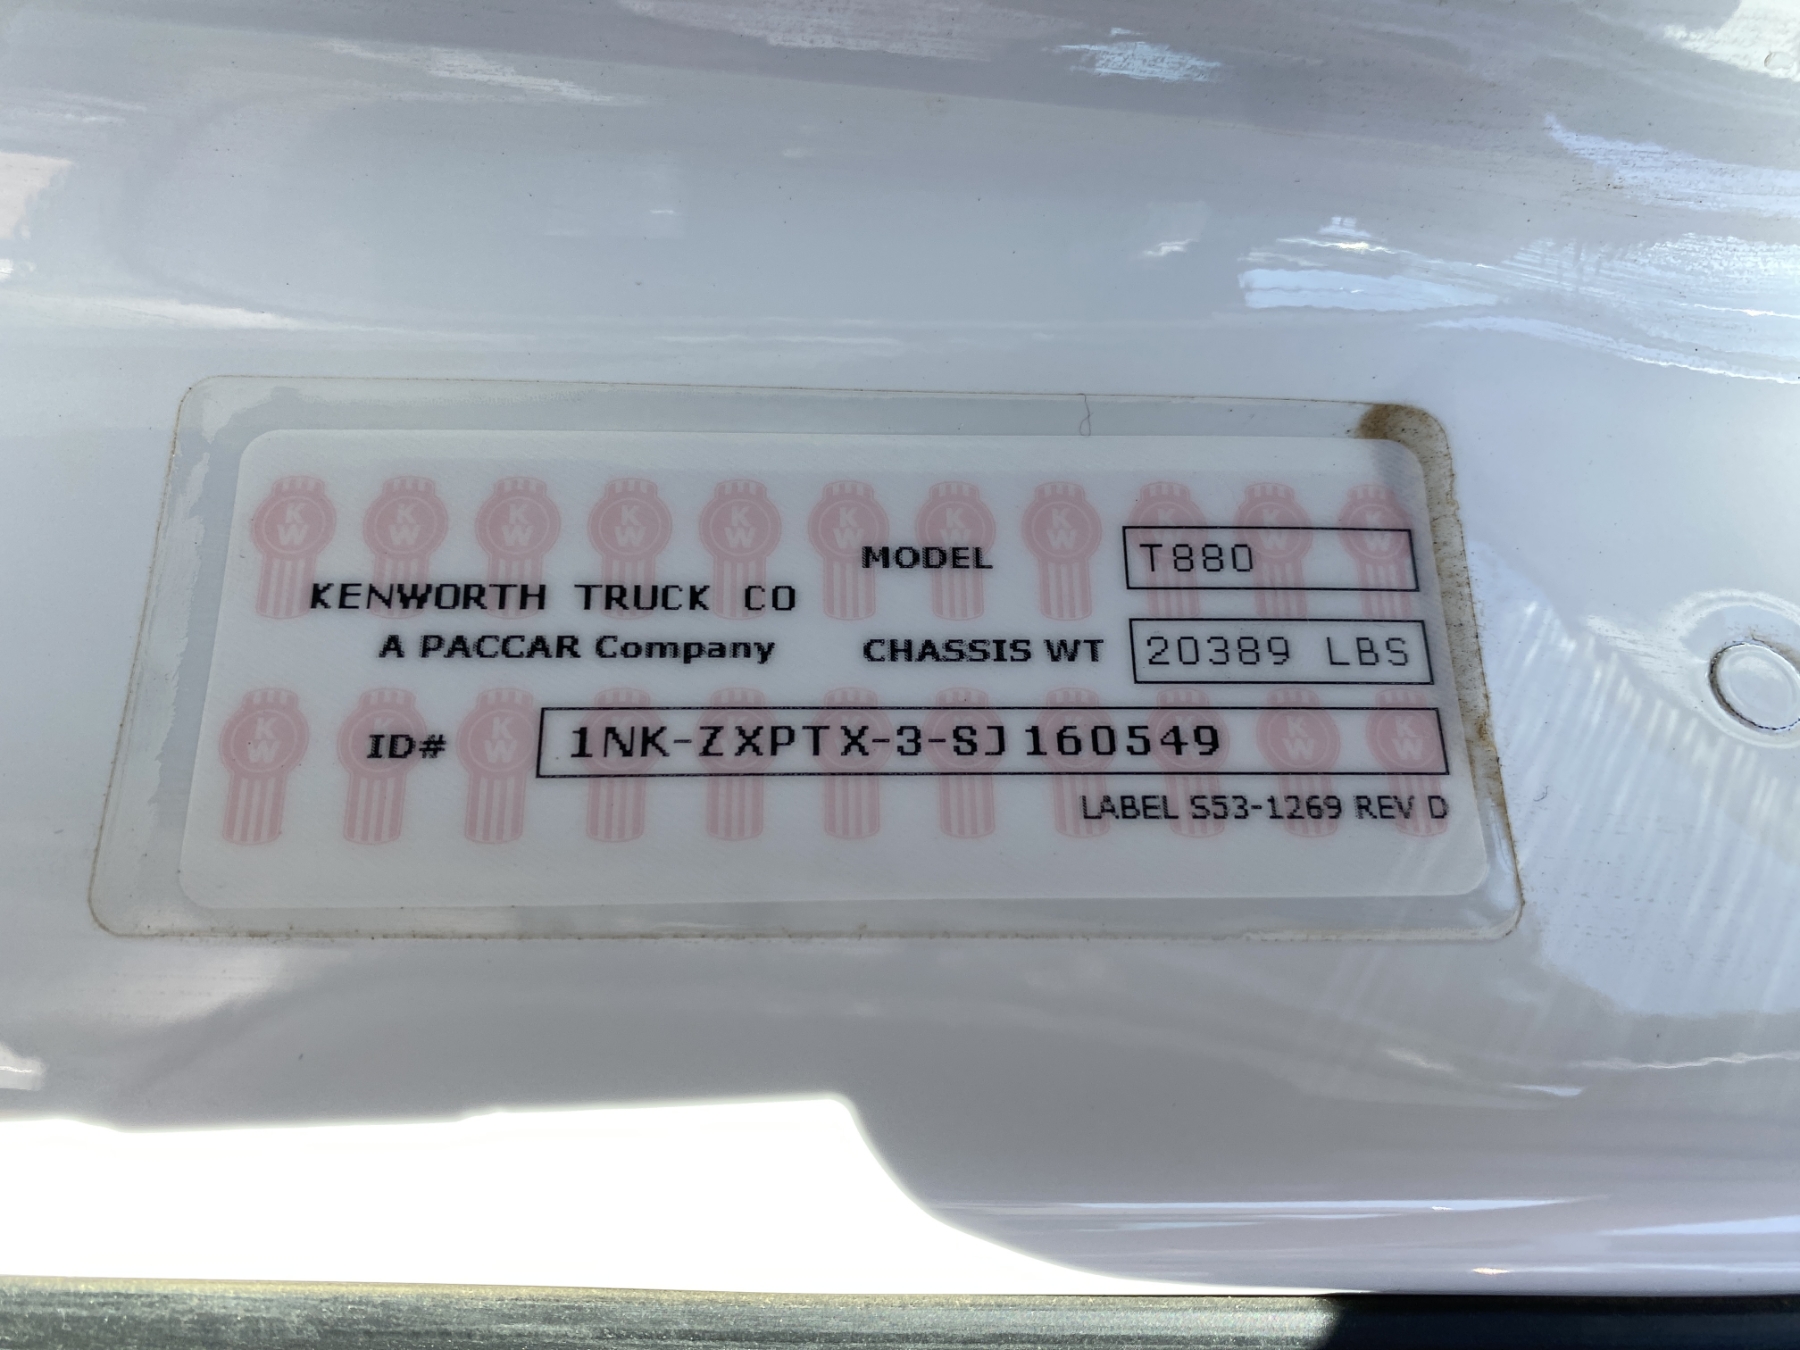 MODEL T880
KENWORTH TRUCK CO
A PACCAR Company
CHASSIS WT 20389 LBS
ID# 1NK-ZXPTX-3-SJ160549
LABEL S53-1269 REV D